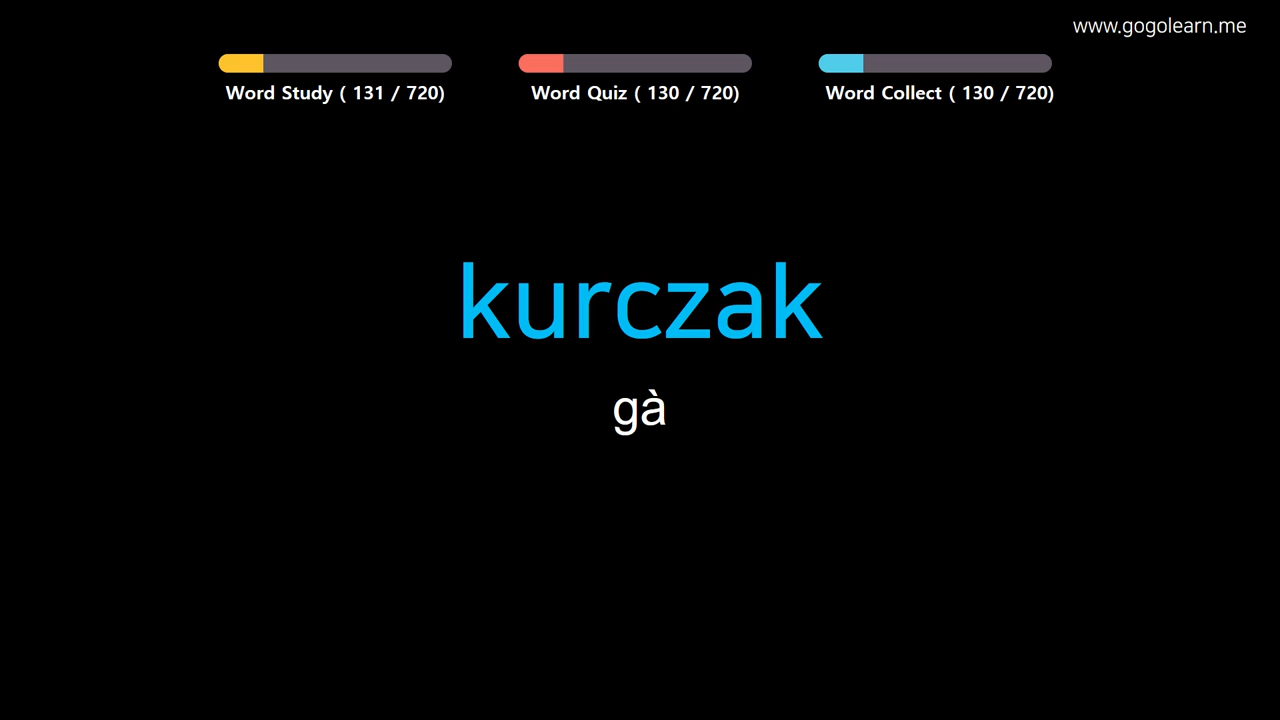 www.gogolearn.me
Word Study ( 131 / 720)
Word Quiz ( 130 / 720)
Word Collect ( 130 / 720)
kurczak
gà